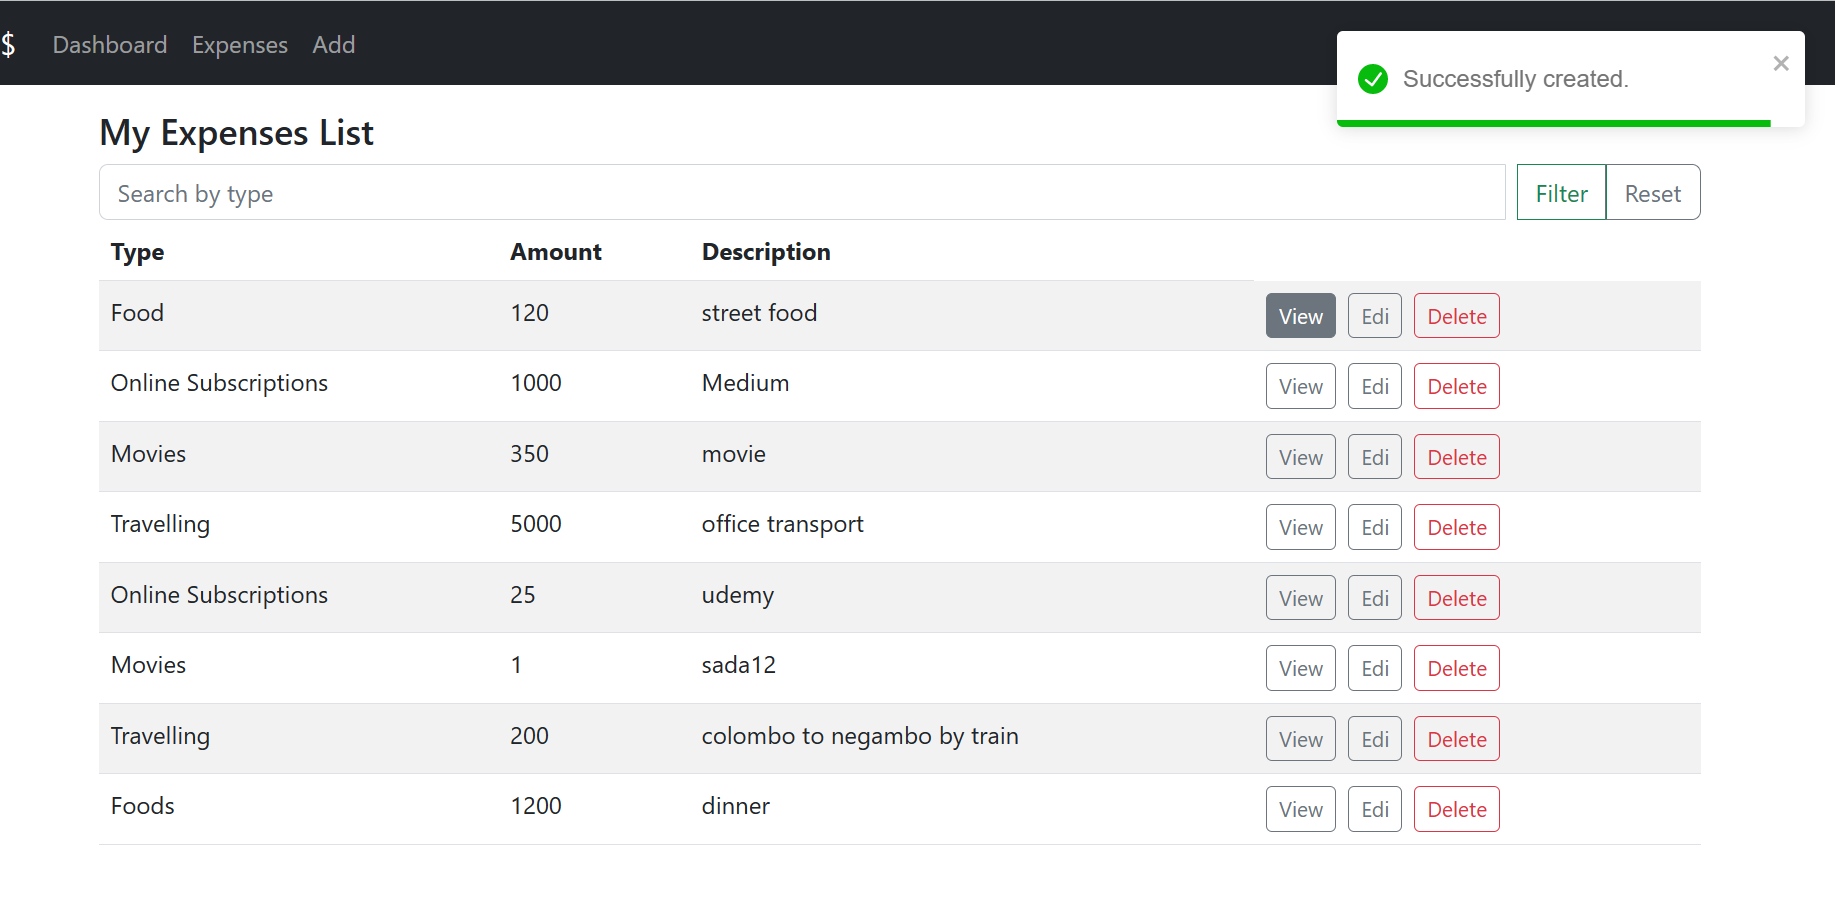 $ Dashboard Expenses Add
Successfully created.
My Expenses List
Search by type Filter Reset
Type Amount Description
Food 120 street food View Edi Delete
Online Subscriptions 1000 Medium View Edi Delete
Movies 350 movie View Edi Delete
Travelling 5000 office transport View Edi Delete
Online Subscriptions 25 udemy View Edi Delete
Movies 1 sada12 View Edi Delete
Travelling 200 colombo to negambo by train View Edi Delete
Foods 1200 dinner View Edi Delete